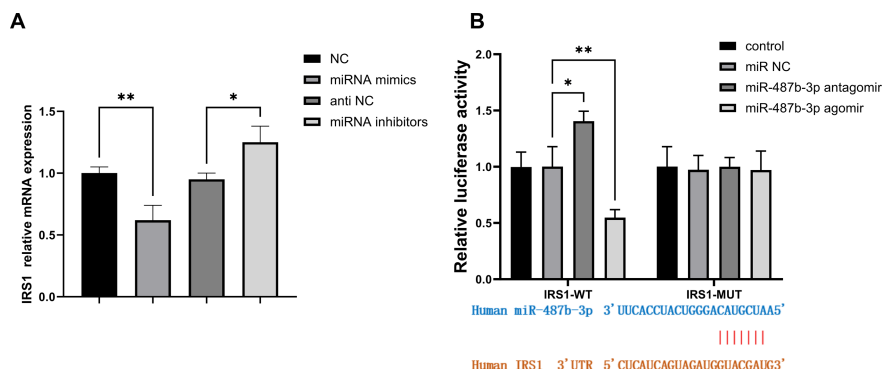 A
NC
miRNA mimics
anti NC
miRNA inhibitors
IRS1 relative mRNA expression
1.5
1.0
0.5
0.0
**
*
B
control
miR NC
miR-487b-3p antagomir
miR-487b-3p agomir
Relative luciferase activity
2.0
1.5
1.0
0.5
0.0
**
*
IRS1-WT IRS1-MUT
Human miR-487b-3p 3'UUCACCUACUGGGACAUGCUAA5'
|||||||
Human IRS1 3'UTR 5'CUCAUCAGUAGAUGGUACGAUG3'